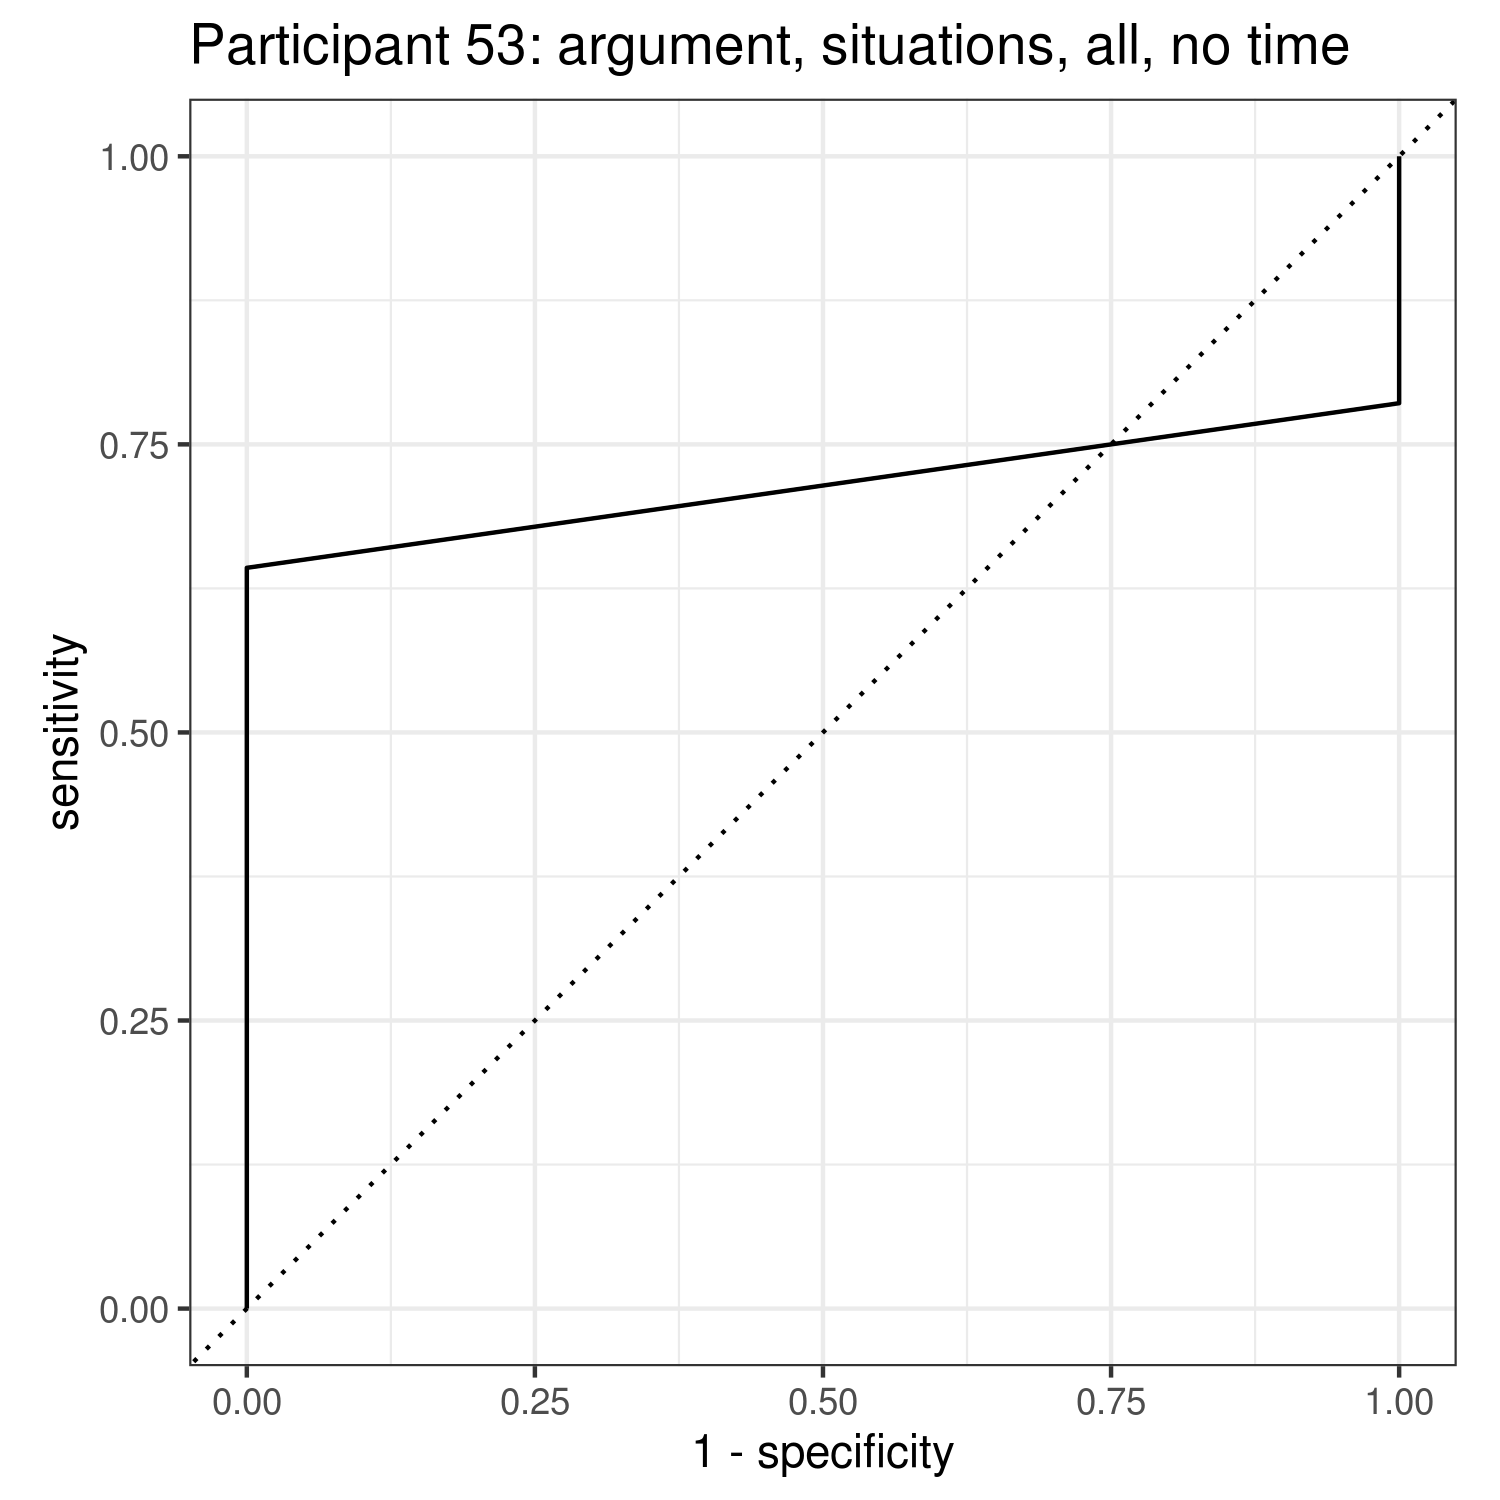 Participant 53: argument, situations, all, no time
1.00
0.75
0.50
0.25
0.00
sensitivity
0.00 0.25 0.50 0.75 1.00
1 - specificity